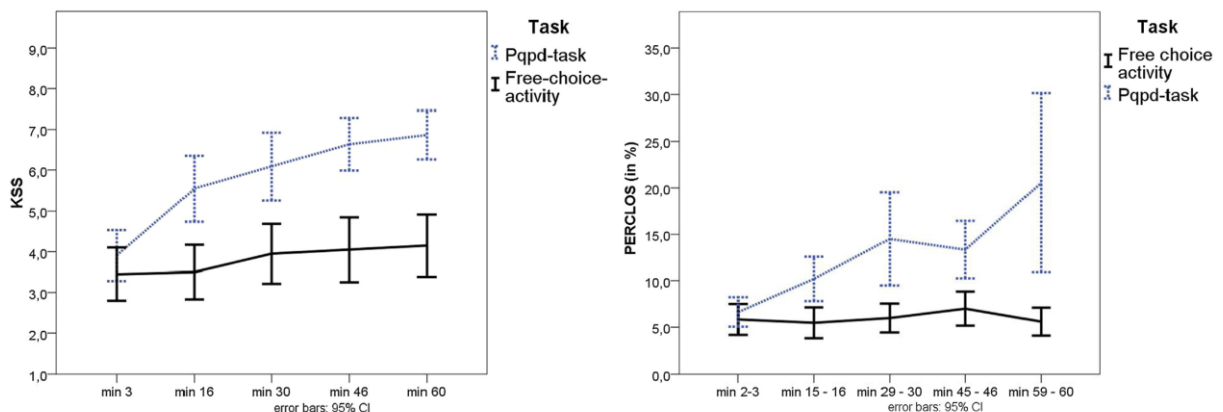 Task
Pqpd-task
Free-choice-
activity
KSS
9,0
8,0
7,0
6,0
5,0
4,0
3,0
2,0
1,0
min 3 min 16 min 30 min 46 min 60
error bars: 95% CI
Task
Free choice
activity
Pqpd-task
PERCLOS (in %)
35,0
30,0
25,0
20,0
15,0
10,0
5,0
0,0
min 2-3 min 15 - 16 min 29 - 30 min 45 - 46 min 59 - 60
error bars: 95% CI